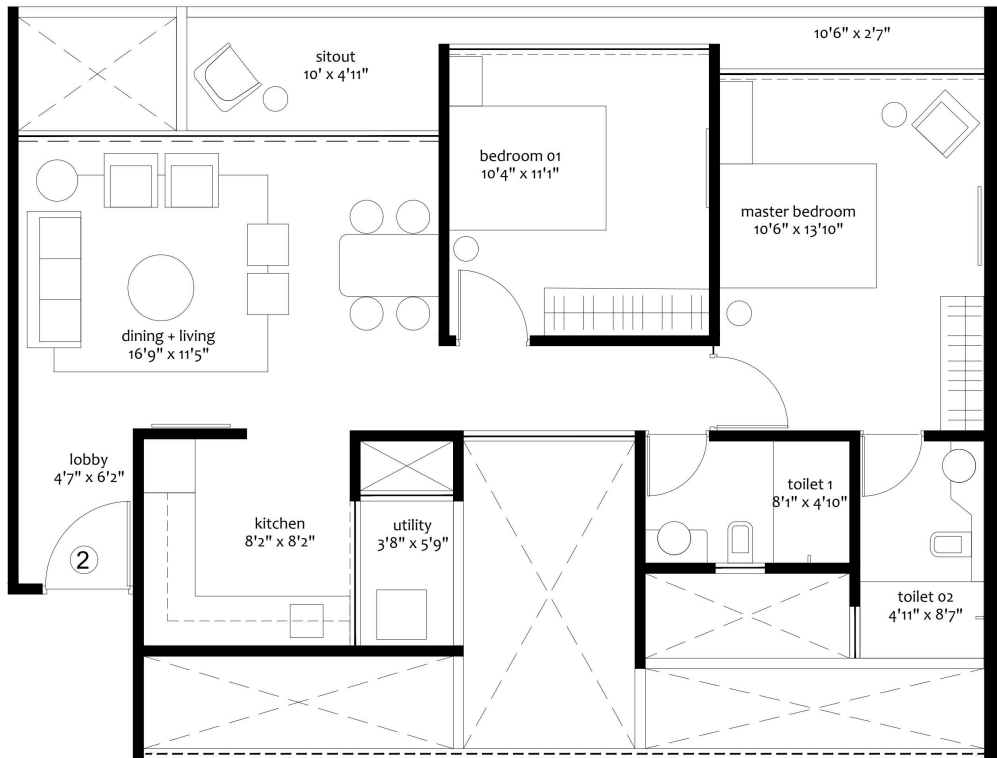 sitout
10' x 4'11"
10'6" x 2'7"
bedroom 01
10'4" x 11'1"
master bedroom
10'6" x 13'10"
dining + living
16'9" x 11'5"
lobby
4'7" x 6'2"
2
kitchen
8'2" x 8'2"
utility
3'8" x 5'9"
toilet 1
8'1" x 4'10"
toilet 02
4'11" x 8'7"